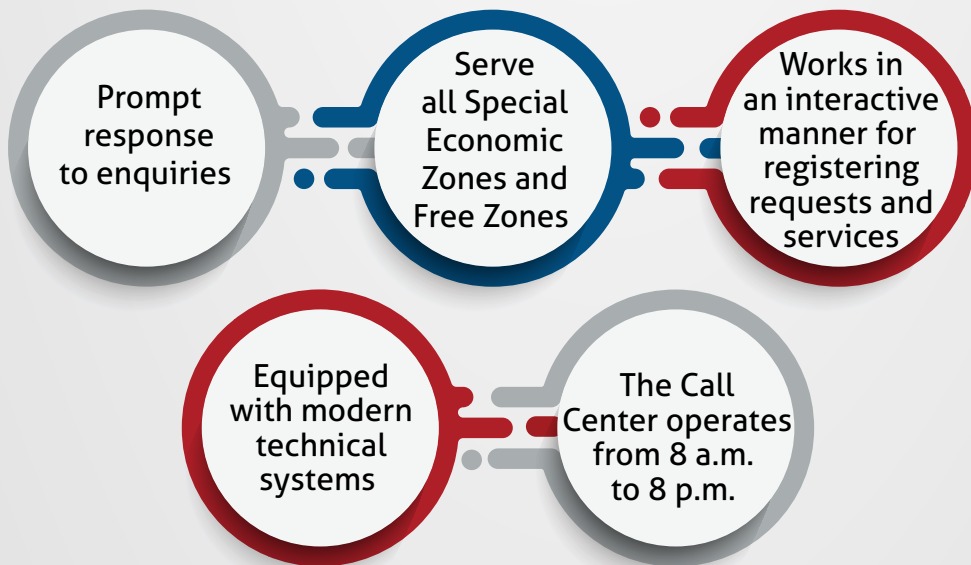 Prompt
response
to enquiries
Serve
all Special
Economic
Zones and
Free Zones
Works in
an interactive
manner for
registering
requests and
services
Equipped
with modern
technical
systems
The Call
Center operates
from 8 a.m.
to 8 p.m.